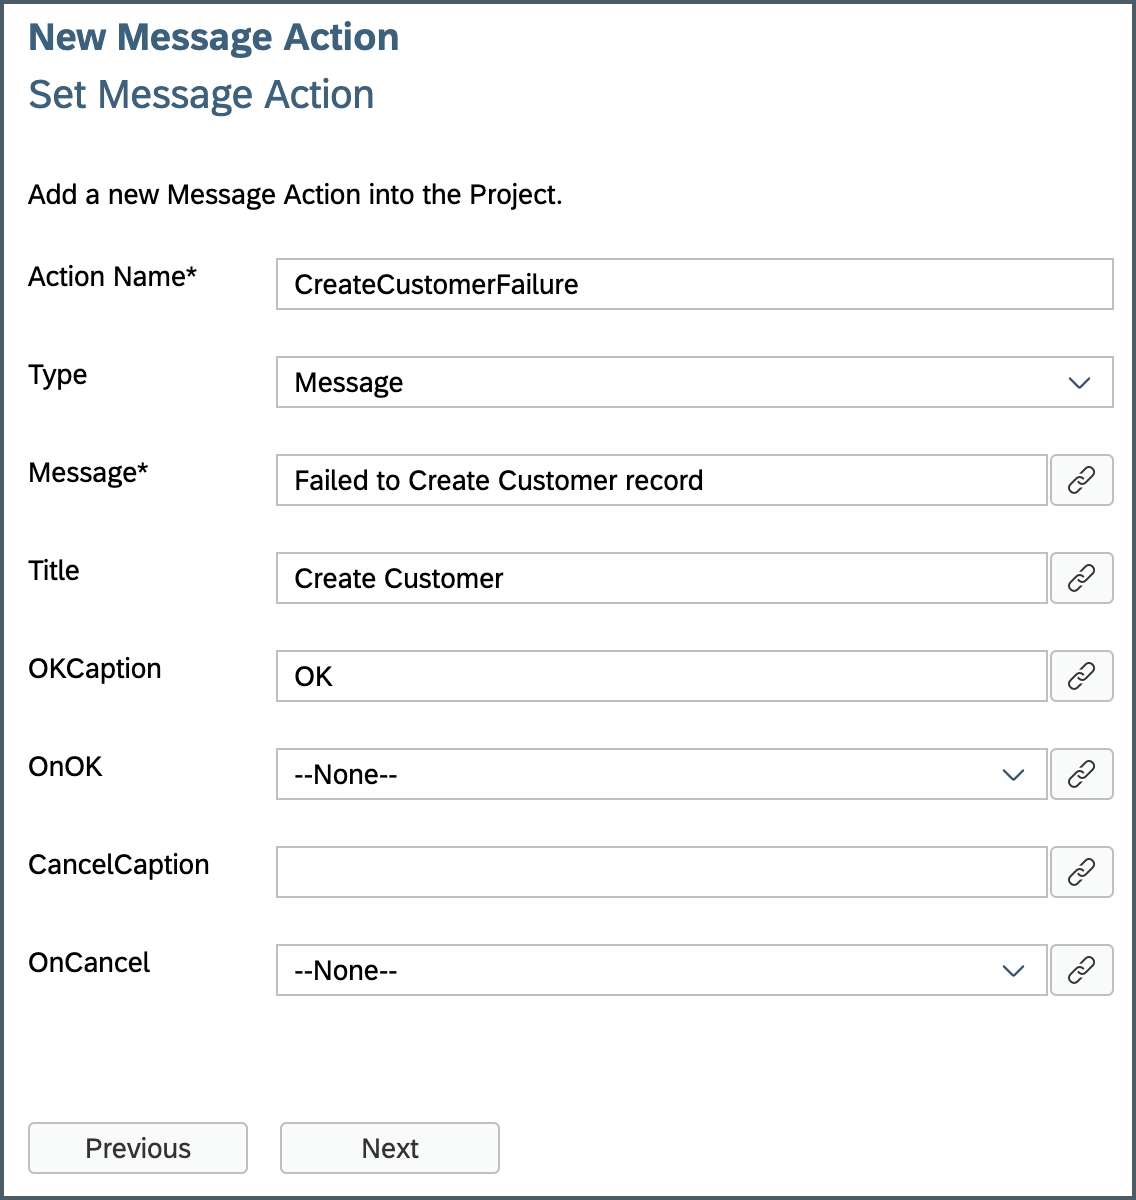 New Message Action
Set Message Action
Add a new Message Action into the Project.
Action Name* CreateCustomerFailure
Type Message
Message* Failed to Create Customer record
Title Create Customer
OKCaption OK
OnOK --None--
CancelCaption
OnCancel --None--
Previous Next